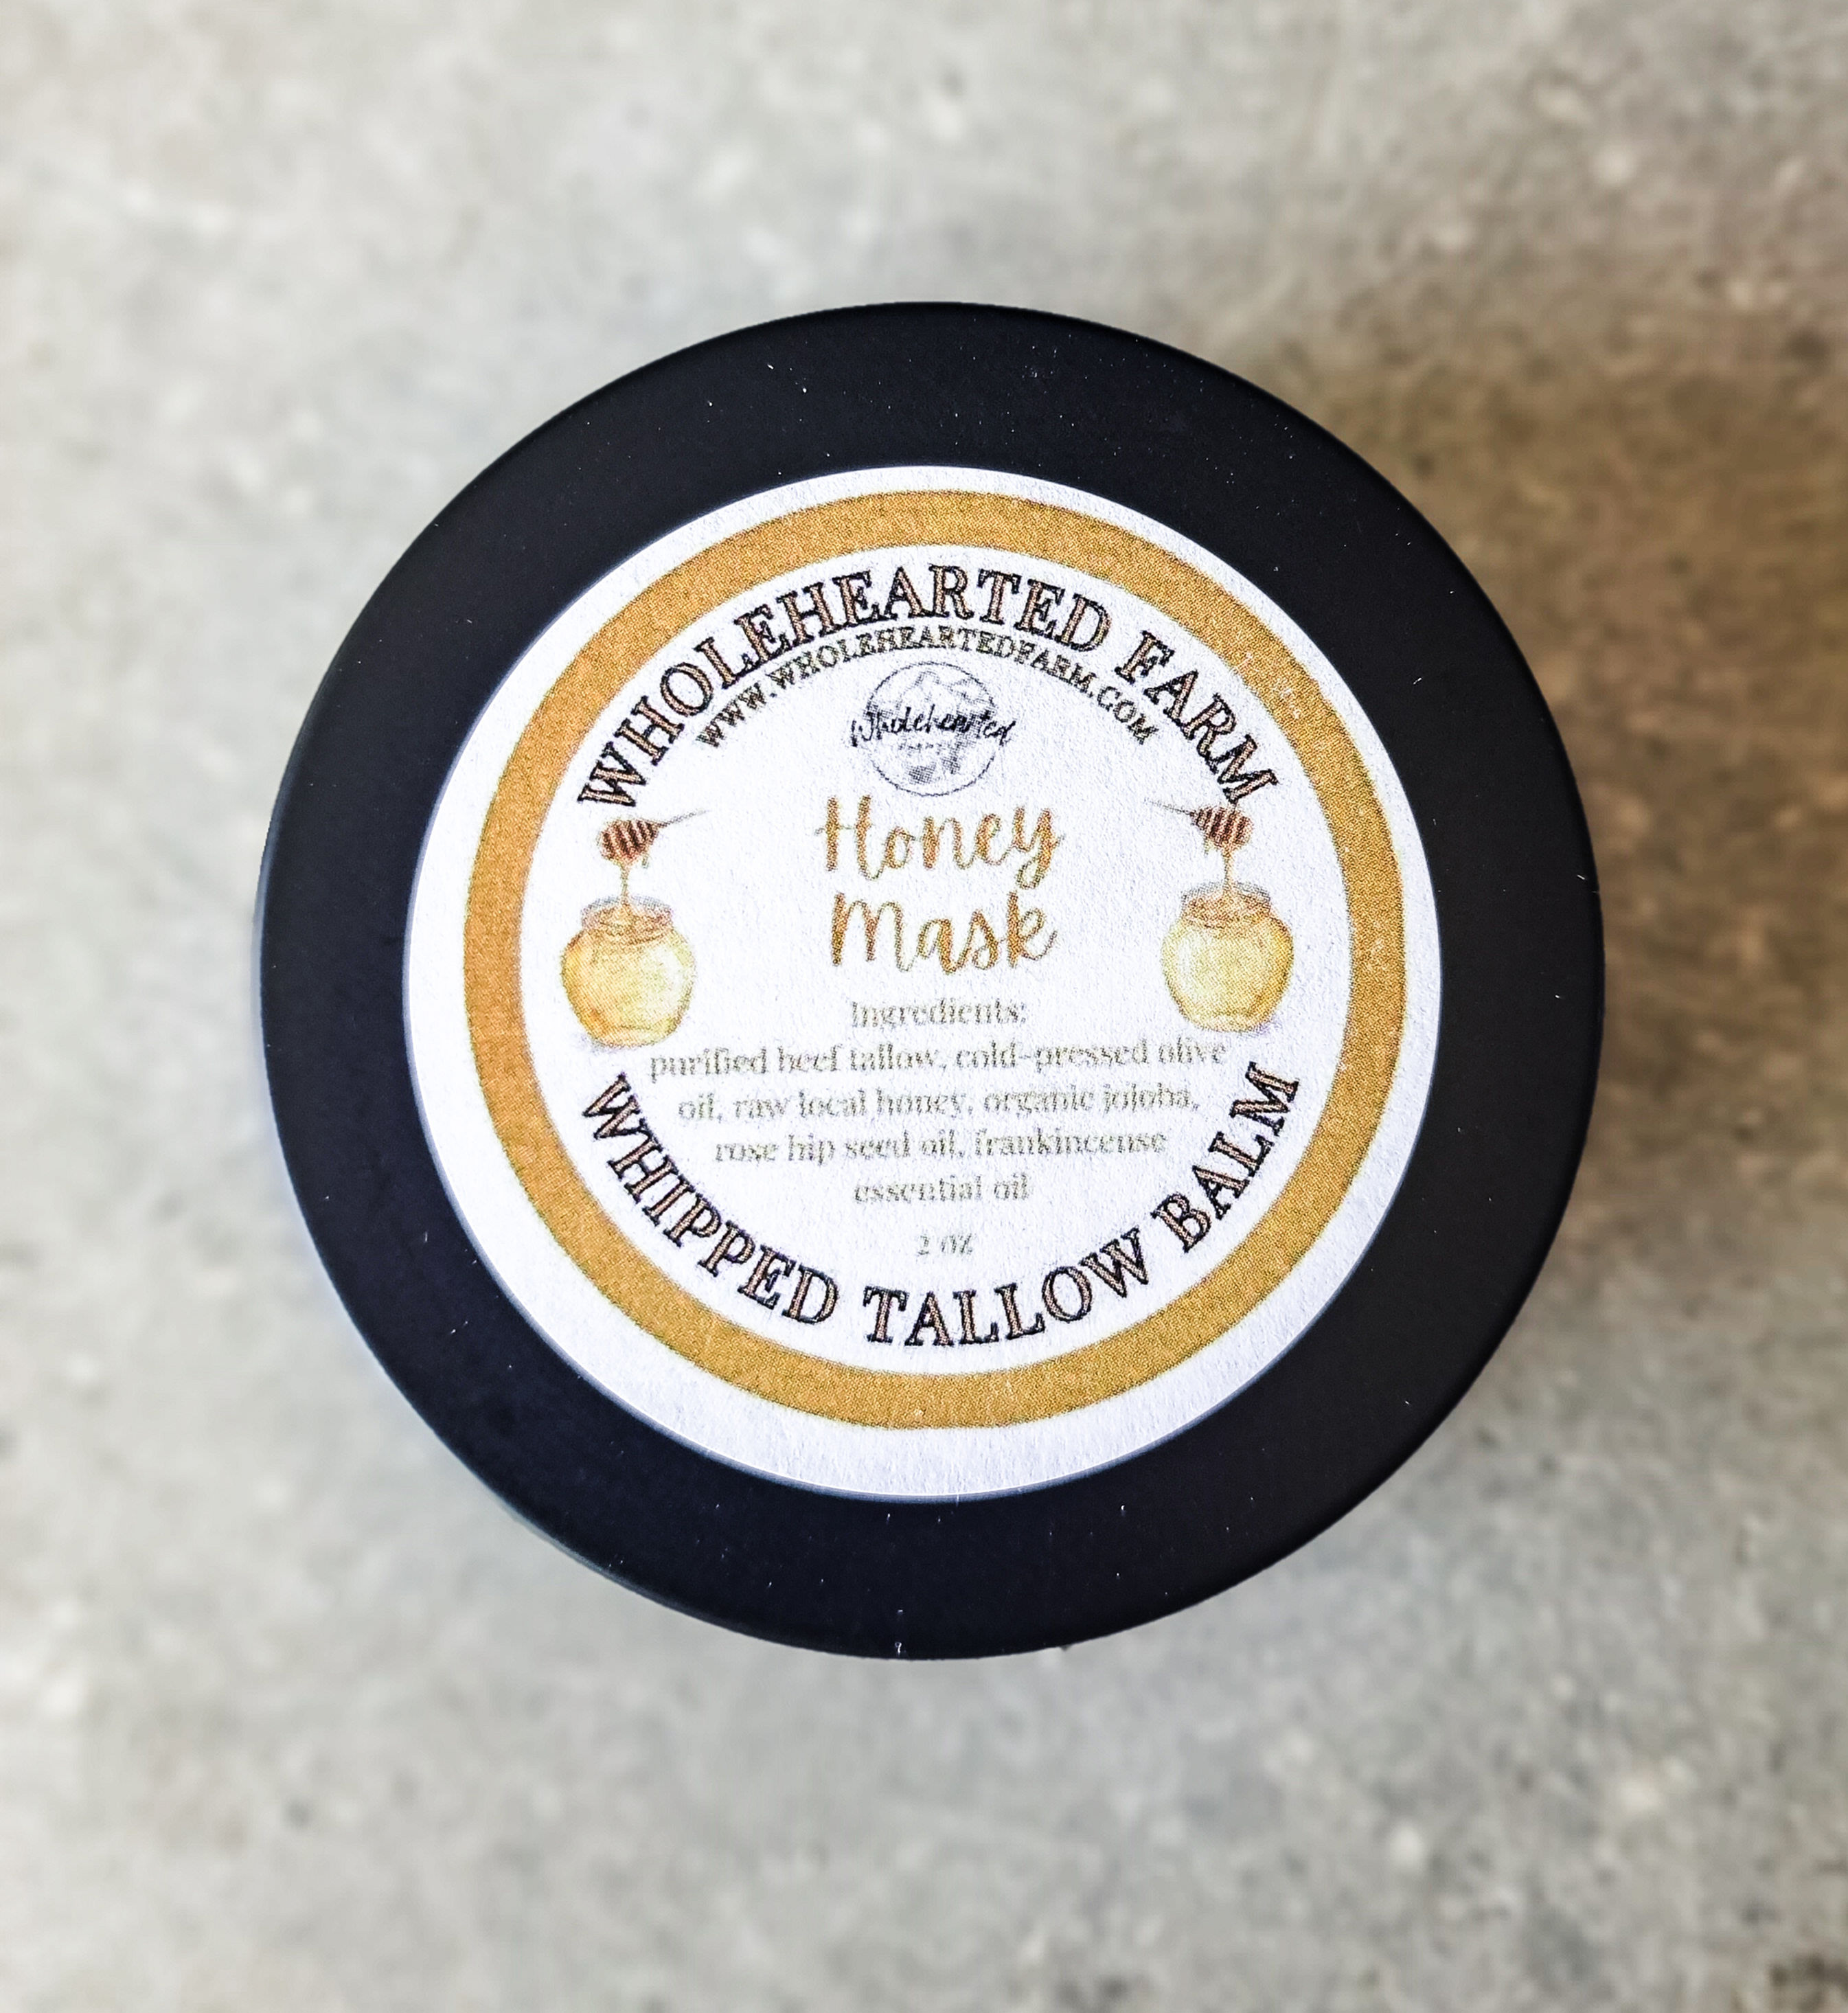 WHOLEHEARTED FARM
WWW.WHOLEHEARTEDFARM.COM
Wholehearted
Honey
Mask
Ingredients:
purified beef tallow, cold-pressed olive
oil, raw local honey, organic jojoba,
rose hip seed oil, frankincense
essential oil
2 oz
WHIPPED TALLOW BALM